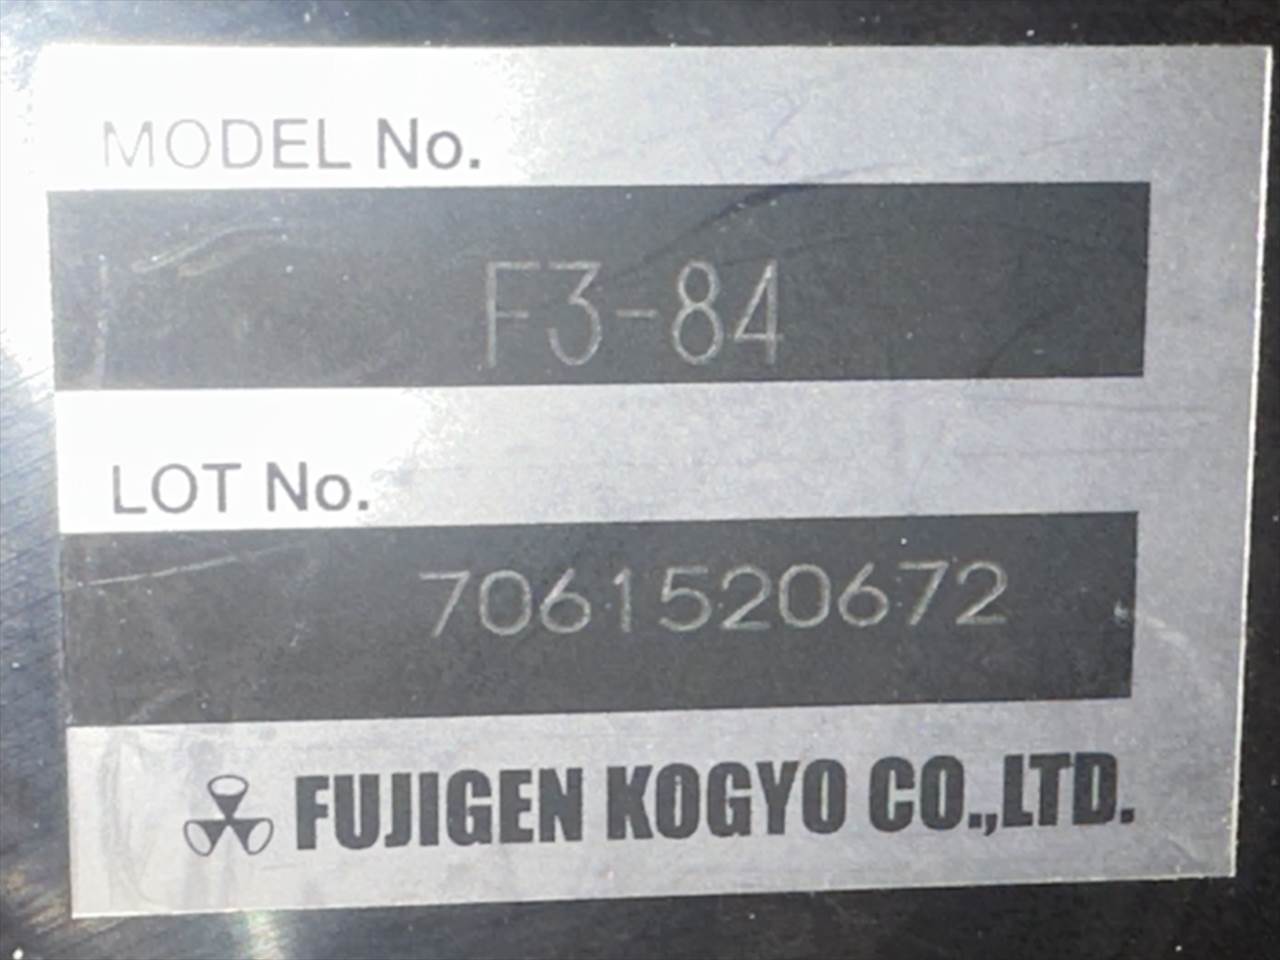 MODEL No.
F3-84
LOT No.
7061520672
FUJIGEN KOGYO CO.,LTD.